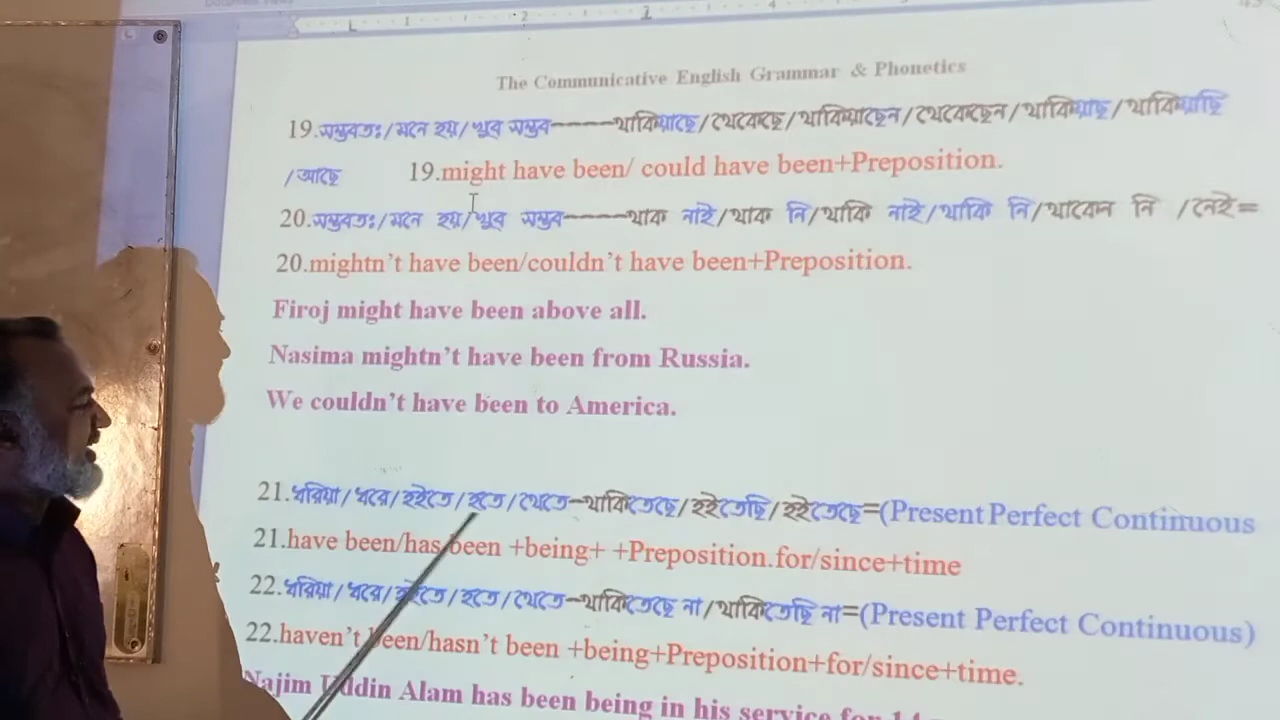 The Communicative English Grammar & Phonetics
19.সম্ভবতঃ/মনে হয়/খুব সম্ভব-----থাকিয়াছে/থেকেছে/থাকিয়াছেন/থেকেছেন/থাকিয়াছ/থাকিয়াছি
/আছে 19.might have been/ could have been+Preposition.
20.সম্ভবতঃ/মনে হয়/খুব সম্ভব-----থাক নাই/থাক নি/থাকি নাই/থাকি নি/থাকেন নি /নেই=
20.mightn't have been/couldn't have been+Preposition.
Firoj might have been above all.
Nasima mightn't have been from Russia.
We couldn't have been to America.
21.ধরিয়া/ধরে/হইতে/হতে/থেতে-থাকিতেছে/হইতেছি/হইতেছে=(Present Perfect Continuous
21.have been/has been +being+ +Preposition.for/since+time
22.ধরিয়া/ধরে/হইতে/হতে/থেতে-থাকিতেছে না/থাকিতেছি না=(Present Perfect Continuous)
22.haven't been/hasn't been +being+Preposition+for/since+time.
Najim Uddin Alam has been being in his service for